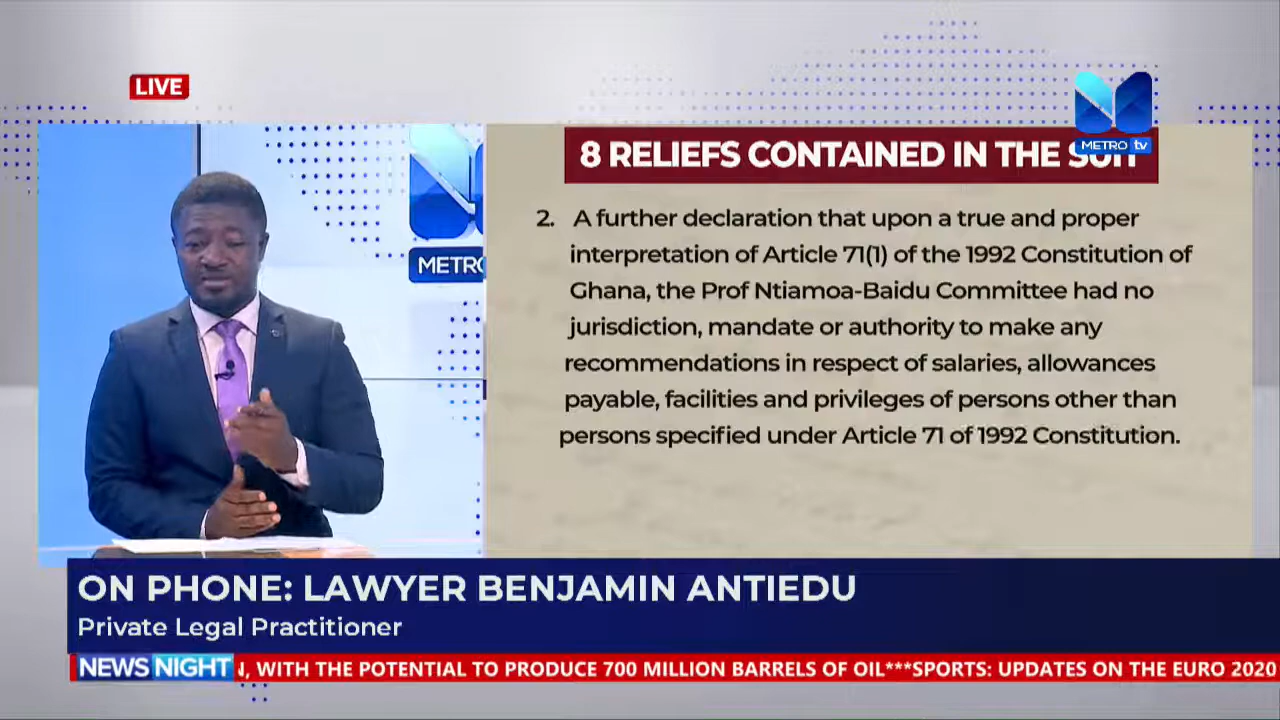 LIVE
METRO tv
METRO
8 RELIEFS CONTAINED IN THE SUIT
2. A further declaration that upon a true and proper
interpretation of Article 71(1) of the 1992 Constitution of
Ghana, the Prof Ntiamoa-Baidu Committee had no
jurisdiction, mandate or authority to make any
recommendations in respect of salaries, allowances
payable, facilities and privileges of persons other than
persons specified under Article 71 of 1992 Constitution.
ON PHONE: LAWYER BENJAMIN ANTIEDU
Private Legal Practitioner
NEWS NIGHT , WITH THE POTENTIAL TO PRODUCE 700 MILLION BARRELS OF OIL***SPORTS: UPDATES ON THE EURO 2020